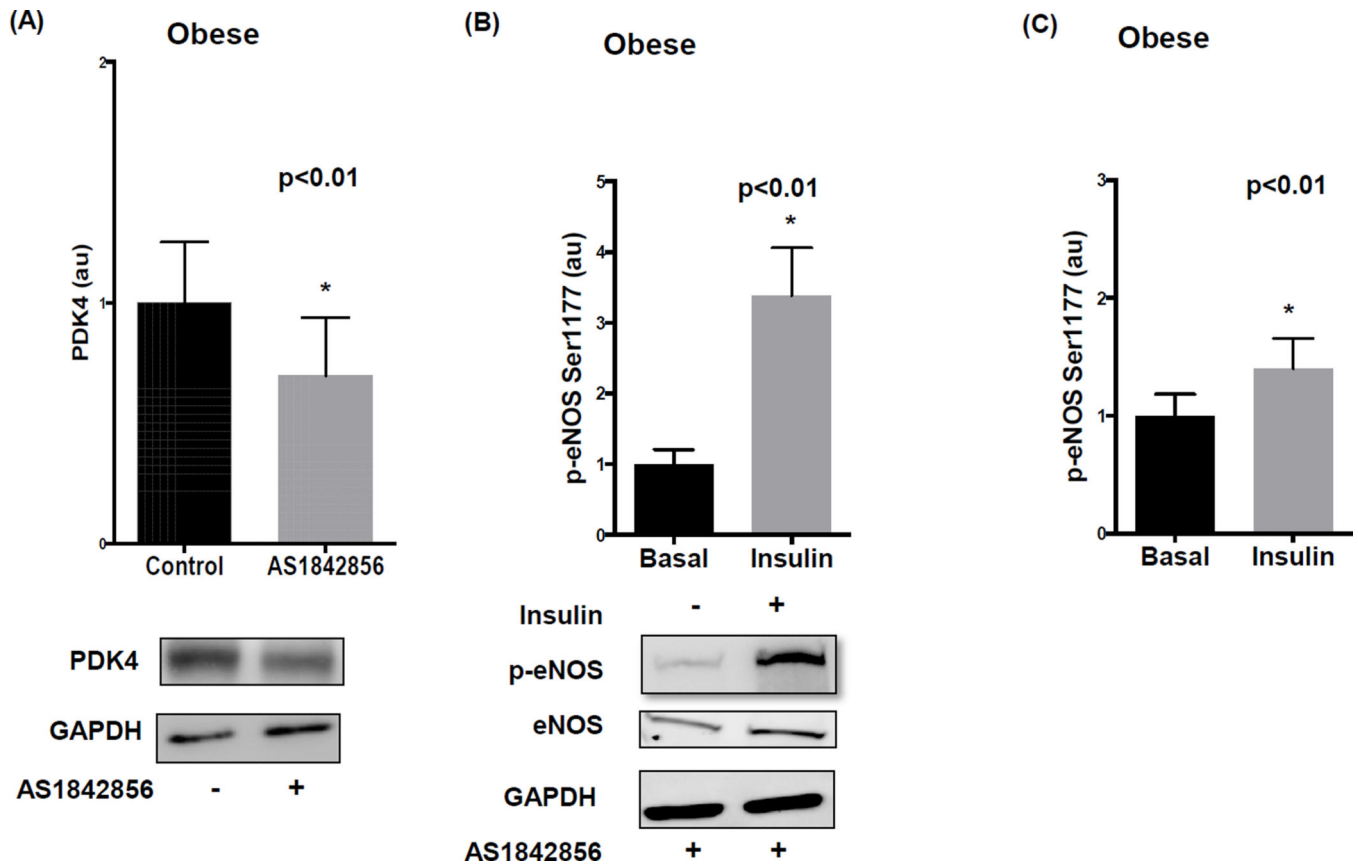 (A)
Obese
2
1
0
PDK4 (au)
p<0.01
*
Control AS1842856
PDK4
GAPDH
AS1842856 - +
(B)
Obese
5
4
3
2
1
0
p-eNOS Ser1177 (au)
p<0.01
*
Basal Insulin
Insulin - +
p-eNOS
eNOS
GAPDH
AS1842856 + +
(C)
Obese
3
2
1
0
p-eNOS Ser1177 (au)
p<0.01
*
Basal Insulin